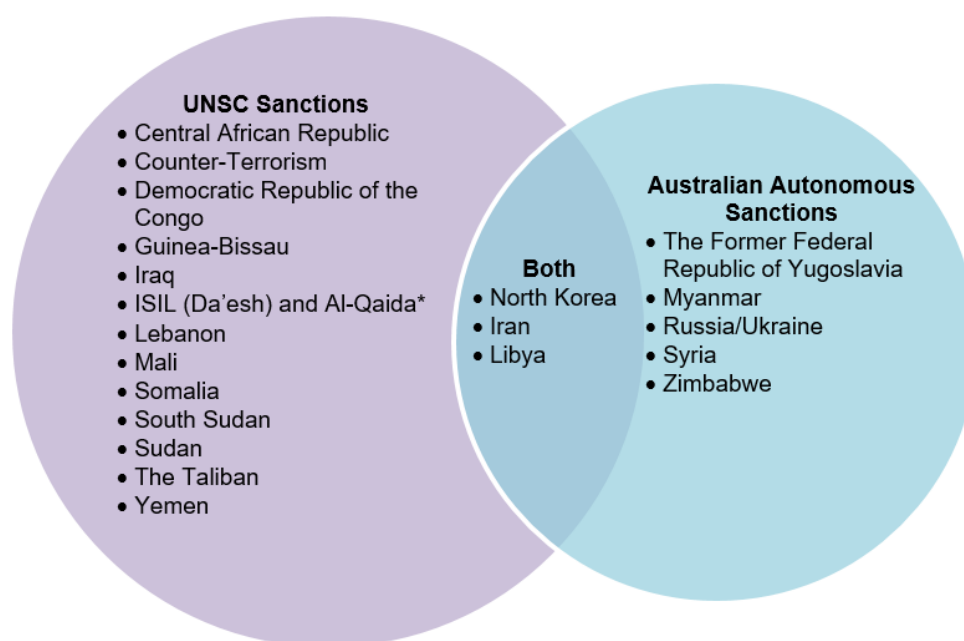 UNSC Sanctions
• Central African Republic
• Counter-Terrorism
• Democratic Republic of the
Congo
• Guinea-Bissau
• Iraq
• ISIL (Da’esh) and Al-Qaida*
• Lebanon
• Mali
• Somalia
• South Sudan
• Sudan
• The Taliban
• Yemen
Both
• North Korea
• Iran
• Libya
Australian Autonomous
Sanctions
• The Former Federal
Republic of Yugoslavia
• Myanmar
• Russia/Ukraine
• Syria
• Zimbabwe